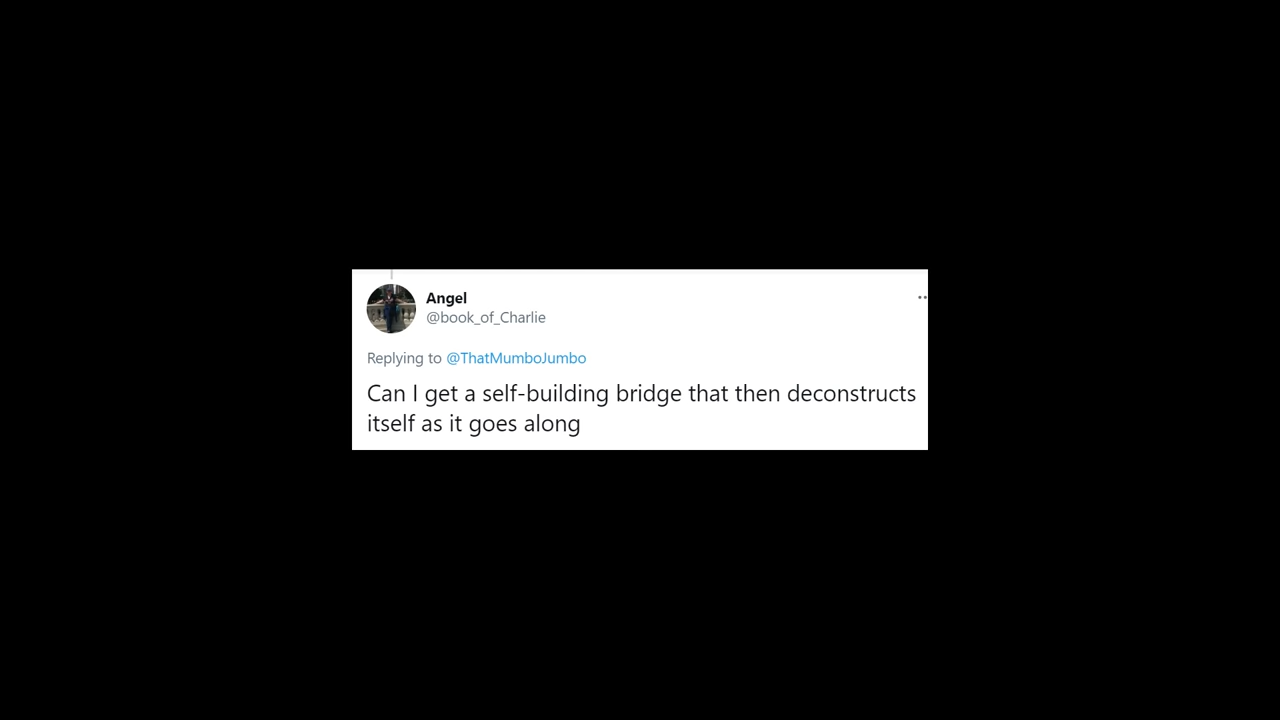 Angel
@book_of_Charlie
Replying to @ThatMumboJumbo
Can I get a self-building bridge that then deconstructs
itself as it goes along